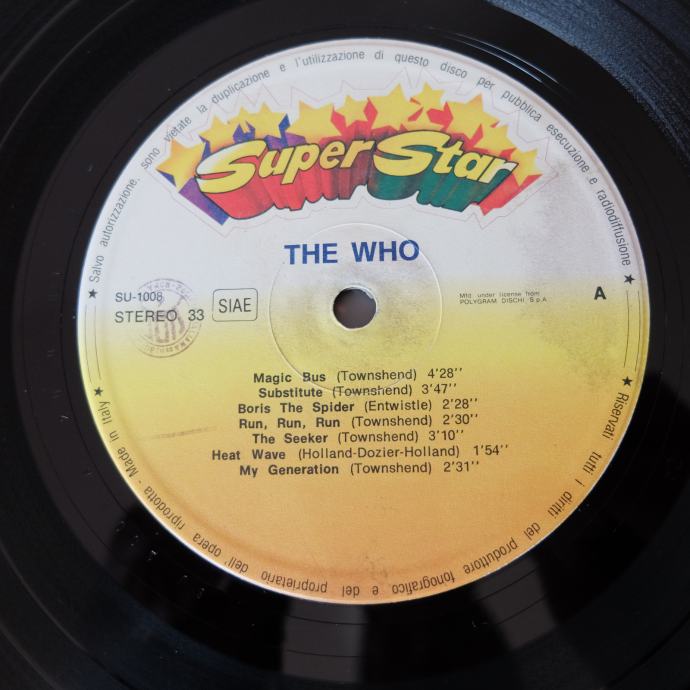 ★ Salvo autorizzazione, sono vietate la duplicazione e l'utilizzazione di questo disco per pubblica esecuzione e radiodiffusione ★
Super Star
THE WHO
SU-1008
STEREO 33
SIAE
Mfd under license from
POLYGRAM DISCHI S.p.A
A
Magic Bus (Townshend) 4'28''
Substitute (Townshend) 3'47''
Boris The Spider (Entwistle) 2'28''
Run, Run, Run (Townshend) 2'30''
The Seeker (Townshend) 3'10''
Heat Wave (Holland-Dozier-Holland) 1'54''
My Generation (Townshend) 2'31''
★ Riservati tutti i diritti del produttore fonografico e del proprietario dell'opera riprodotta - Made in Italy ★